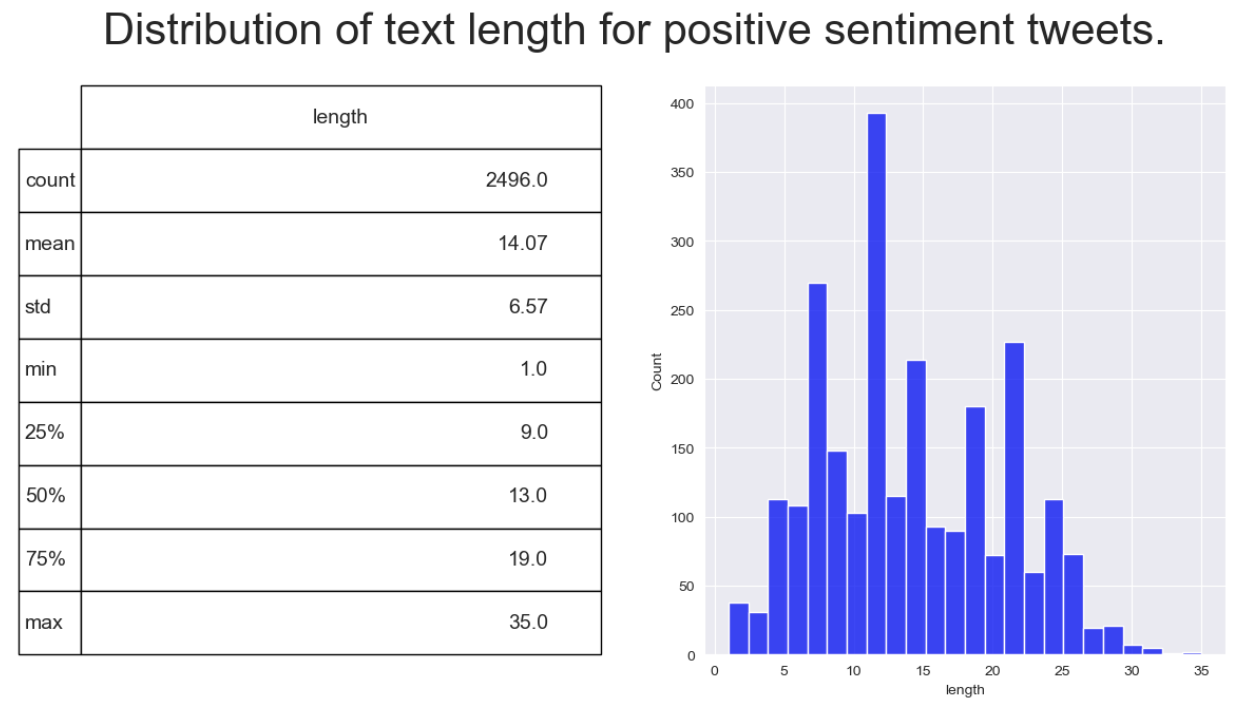 Distribution of text length for positive sentiment tweets.
length
count 2496.0
mean 14.07
std 6.57
min 1.0
25% 9.0
50% 13.0
75% 19.0
max 35.0
400
350
300
250
200
150
100
50
0
Count
0 5 10 15 20 25 30 35
length